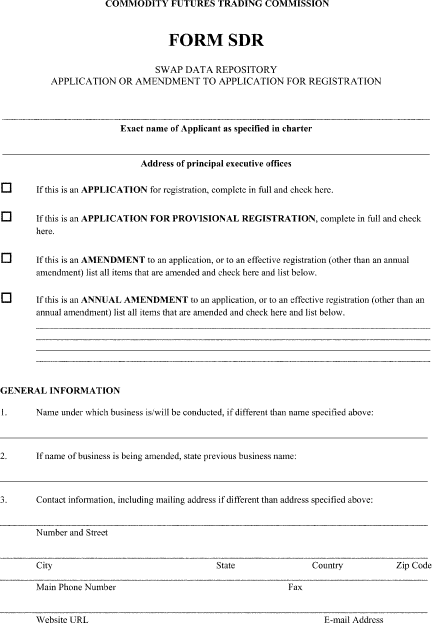 COMMODITY FUTURES TRADING COMMISSION
FORM SDR
SWAP DATA REPOSITORY
APPLICATION OR AMENDMENT TO APPLICATION FOR REGISTRATION
Exact name of Applicant as specified in charter
Address of principal executive offices
If this is an APPLICATION for registration, complete in full and check here.
If this is an APPLICATION FOR PROVISIONAL REGISTRATION, complete in full and check
here.
If this is an AMENDMENT to an application, or to an effective registration (other than an annual
amendment) list all items that are amended and check here and list below.
If this is an ANNUAL AMENDMENT to an application, or to an effective registration (other than an
annual amendment) list all items that are amended and check here and list below.
GENERAL INFORMATION
1. Name under which business is/will be conducted, if different than name specified above:
2. If name of business is being amended, state previous business name:
3. Contact information, including mailing address if different than address specified above:
Number and Street
City State Country Zip Code
Main Phone Number Fax
Website URL E-mail Address